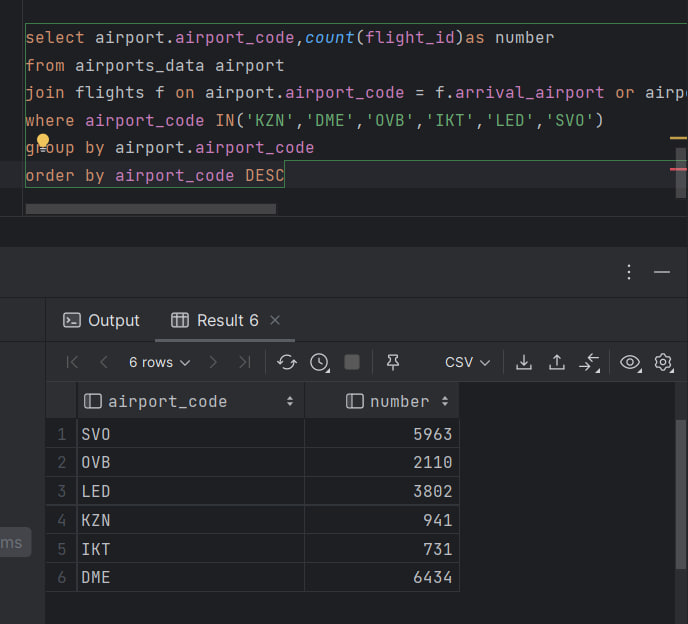 select airport.airport_code,count(flight_id)as number
from airports_data airport
join flights f on airport.airport_code = f.arrival_airport or
where airport_code IN('KZN','DME','OVB','IKT','LED','SVO')
group by airport.airport_code
order by airport_code DESC
Output
Result 6
6 rows
CSV
airport_code number
1 SVO 5963
2 OVB 2110
3 LED 3802
4 KZN 941
5 IKT 731
6 DME 6434
ms